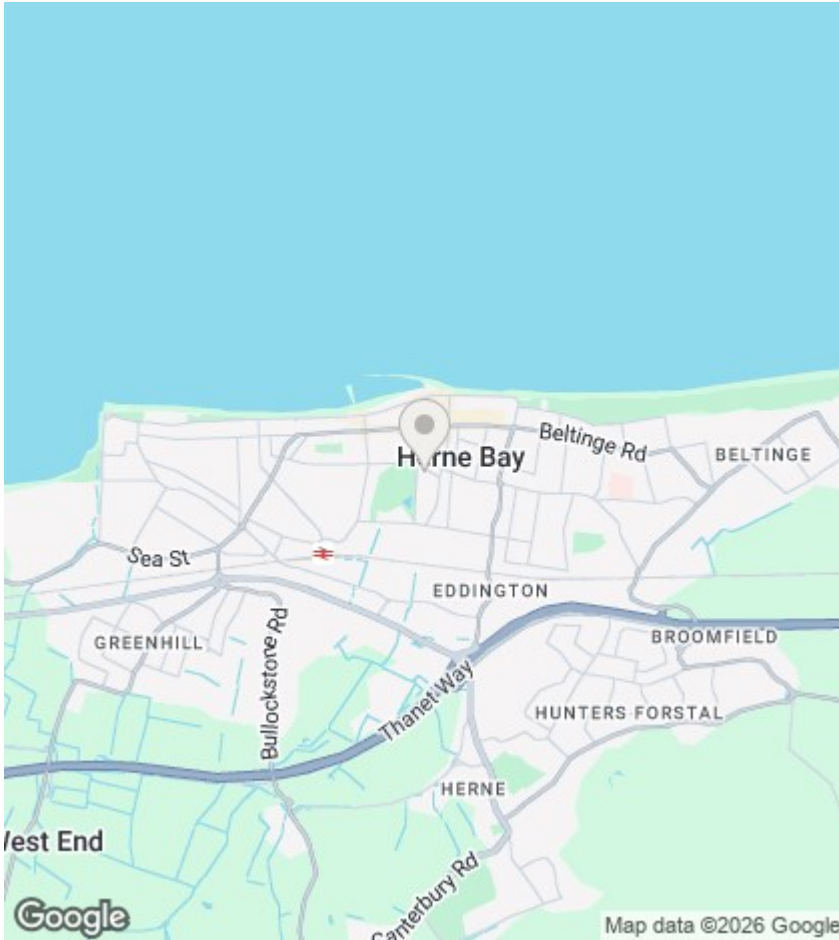 Beltinge Rd
Herne Bay
BELTINGE
Sea St
EDDINGTON
GREENHILL
BROOMFIELD
Bullockstone Rd
Thanet Way
HUNTERS FORSTAL
HERNE
West End
Canterbury Rd
Google
Map data ©2026 Google